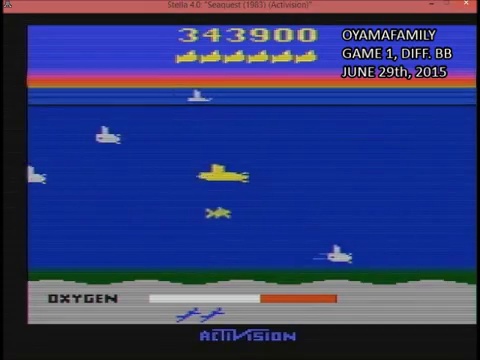 Stella 4.0: "Seaquest (1983) (Activision)"
343900
OYAMAFAMILY
GAME 1, DIFF. BB
JUNE 29th, 2015
OXYGEN
ACTIVISION